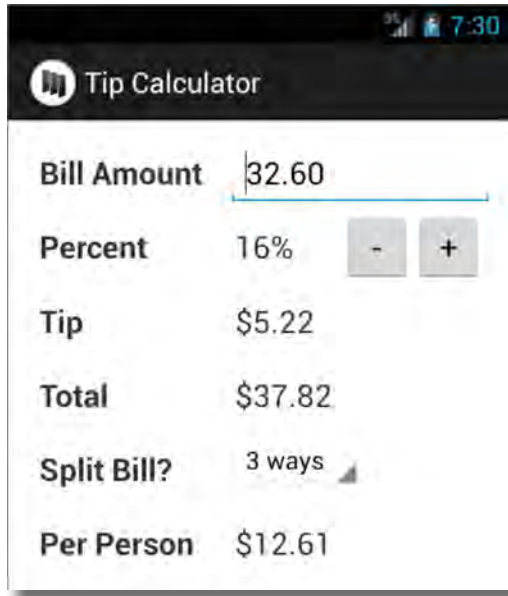 3G 7:30
Tip Calculator
Bill Amount 32.60
Percent 16% - +
Tip $5.22
Total $37.82
Split Bill? 3 ways
Per Person $12.61